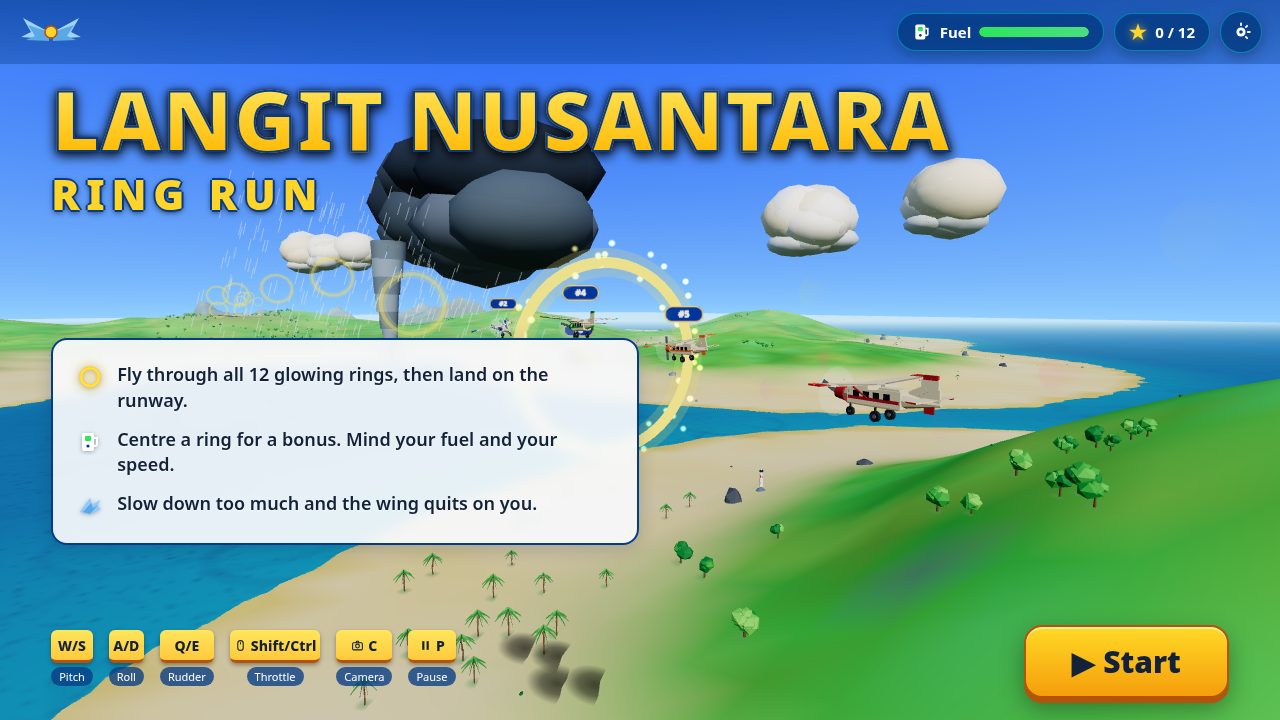 Fuel
0 / 12
LANGIT NUSANTARA
RING RUN
#2
#4
#5
Fly through all 12 glowing rings, then land on the
runway.
Centre a ring for a bonus. Mind your fuel and your
speed.
Slow down too much and the wing quits on you.
W/S
A/D
Q/E
Shift/Ctrl
C
P
Pitch
Roll
Rudder
Throttle
Camera
Pause
Start